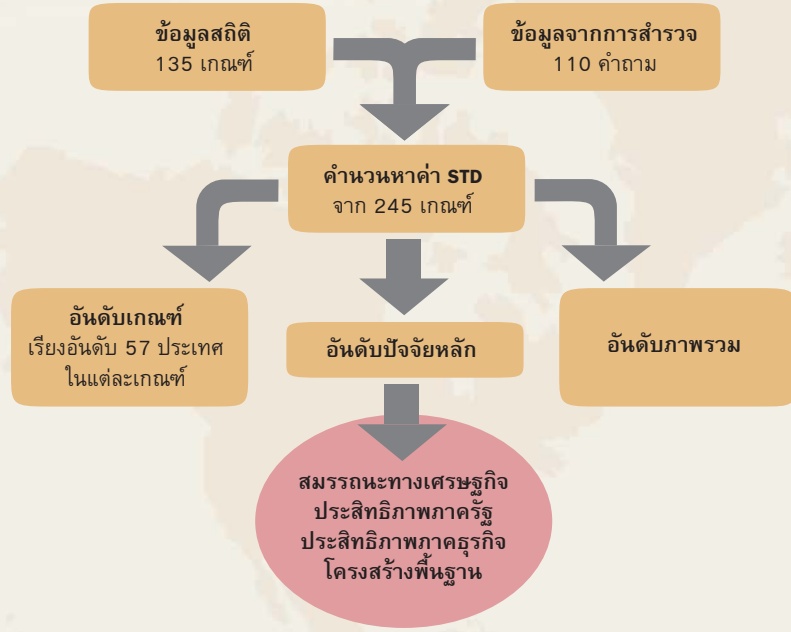 ข้อมูลสถิติ
135 เกณฑ์
ข้อมูลจากการสำรวจ
110 คำถาม
คำนวนหาค่า STD
จาก 245 เกณฑ์
อันดับเกณฑ์
เรียงอันดับ 57 ประเทศ
ในแต่ละเกณฑ์
อันดับปัจจัยหลัก
อันดับภาพรวม
สมรรถนะทางเศรษฐกิจ
ประสิทธิภาพภาครัฐ
ประสิทธิภาพภาคธุรกิจ
โครงสร้างพื้นฐาน